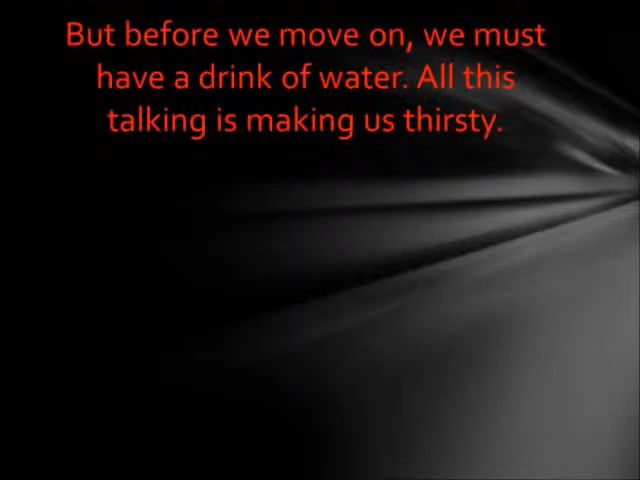 But before we move on, we must
have a drink of water. All this
talking is making us thirsty.